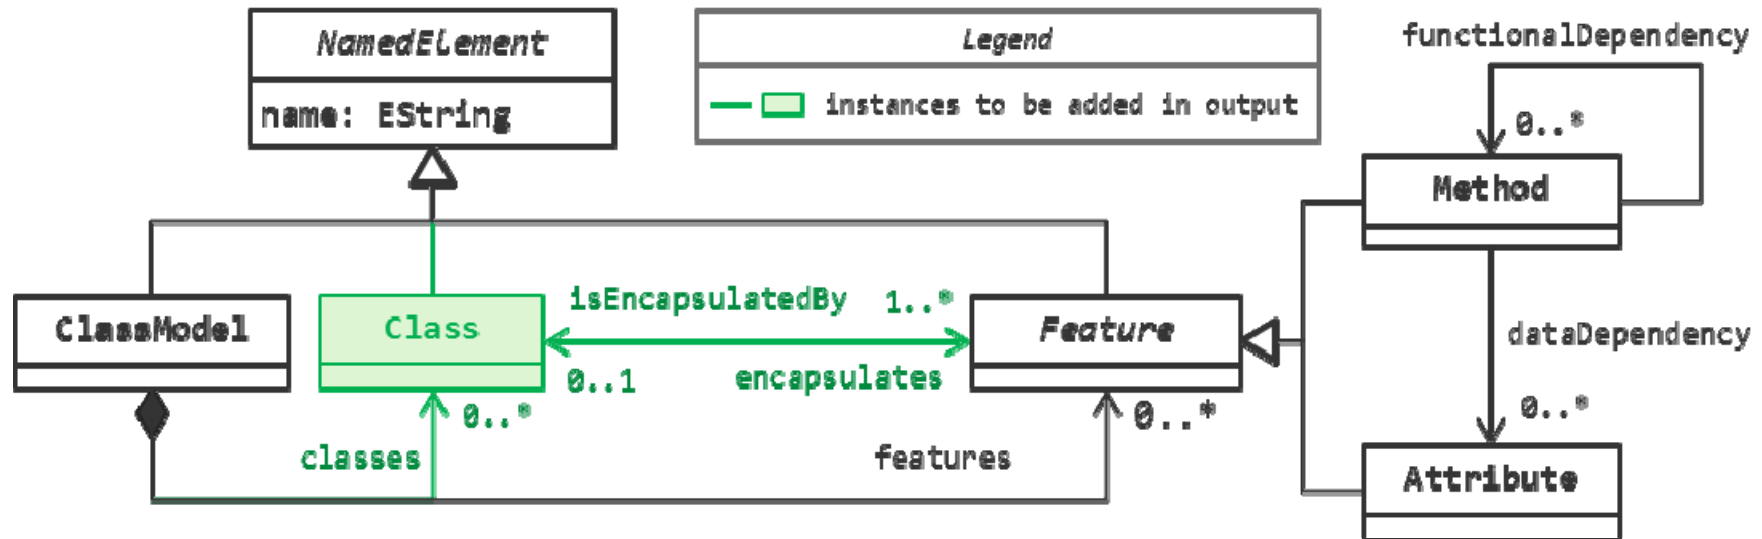 NamedElement
name: EString
Legend
instances to be added in output
functionalDependency
0..*
Method
ClassModel
Class
isEncapsulatedBy 1..*
0..1 encapsulates
Feature
dataDependency
0..*
0..*
0..*
classes
features
Attribute